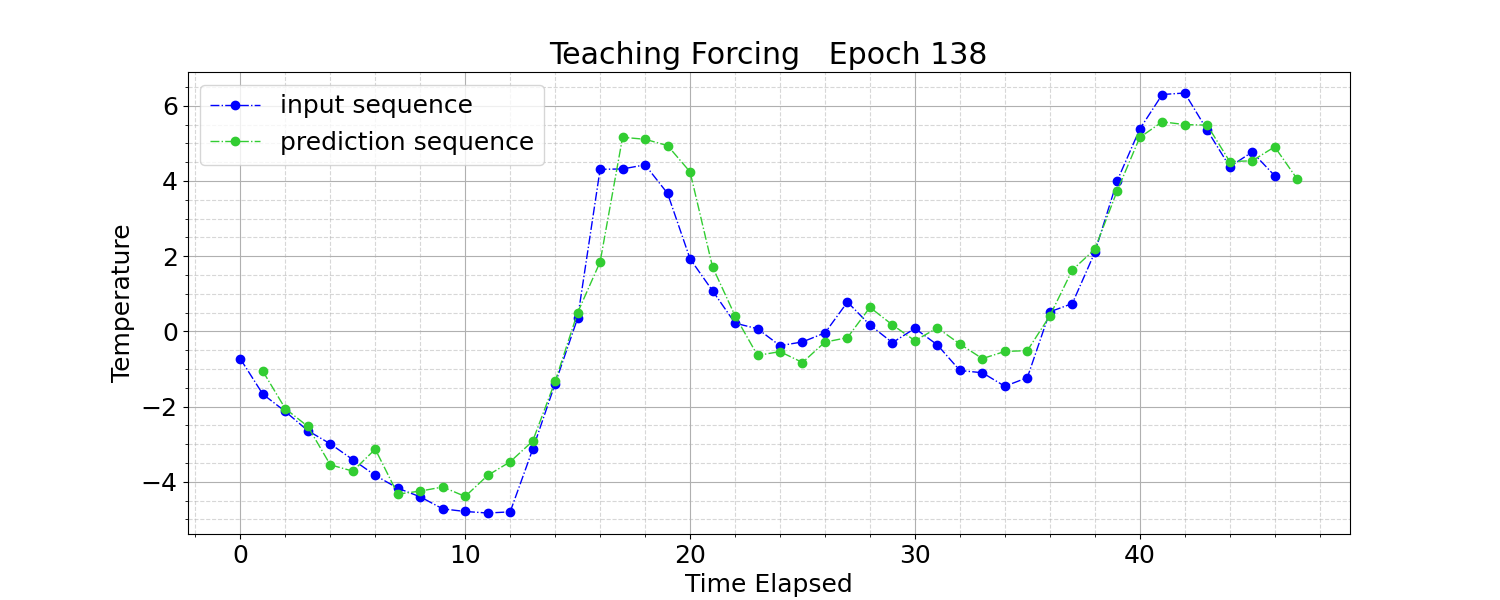 Teaching Forcing   Epoch 138
input sequence
prediction sequence
Temperature
6
4
2
0
−2
−4
0 10 20 30 40
Time Elapsed